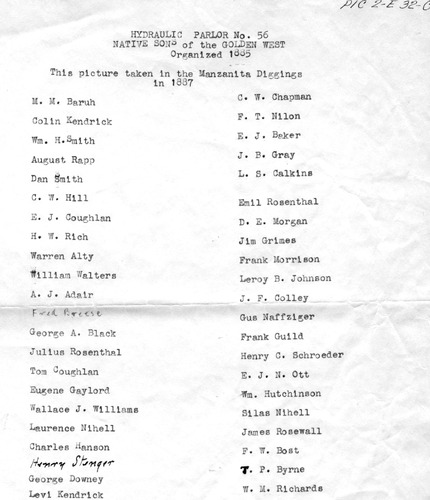 PIC 2-E 32-C
HYDRAULIC PARLOR No. 56
NATIVE SONS of the GOLDEN WEST
Organized 1885
This picture taken in the Manzanita Diggings
in 1887
M. M. Baruh
Colin Kendrick
Wm. H. Smith
August Rapp
Dan Smith
C. W. Hill
E. J. Coughlan
H. W. Rich
Warren Alty
William Walters
A. J. Adair
Fred Breese
George A. Black
Julius Rosenthal
Tom Coughlan
Eugene Gaylord
Wallace J. Williams
Laurence Nihell
Charles Hanson
Henry Stenger
George Downey
Levi Kendrick
C. W. Chapman
F. T. Nilon
E. J. Baker
J. B. Gray
L. S. Calkins
Emil Rosenthal
D. E. Morgan
Jim Grimes
Frank Morrison
Leroy B. Johnson
J. F. Colley
Gus Naffziger
Frank Guild
Henry C. Schroeder
E. J. N. Ott
Wm. Hutchinson
Silas Nihell
James Rosewall
F. W. Bost
T. P. Byrne
W. M. Richards